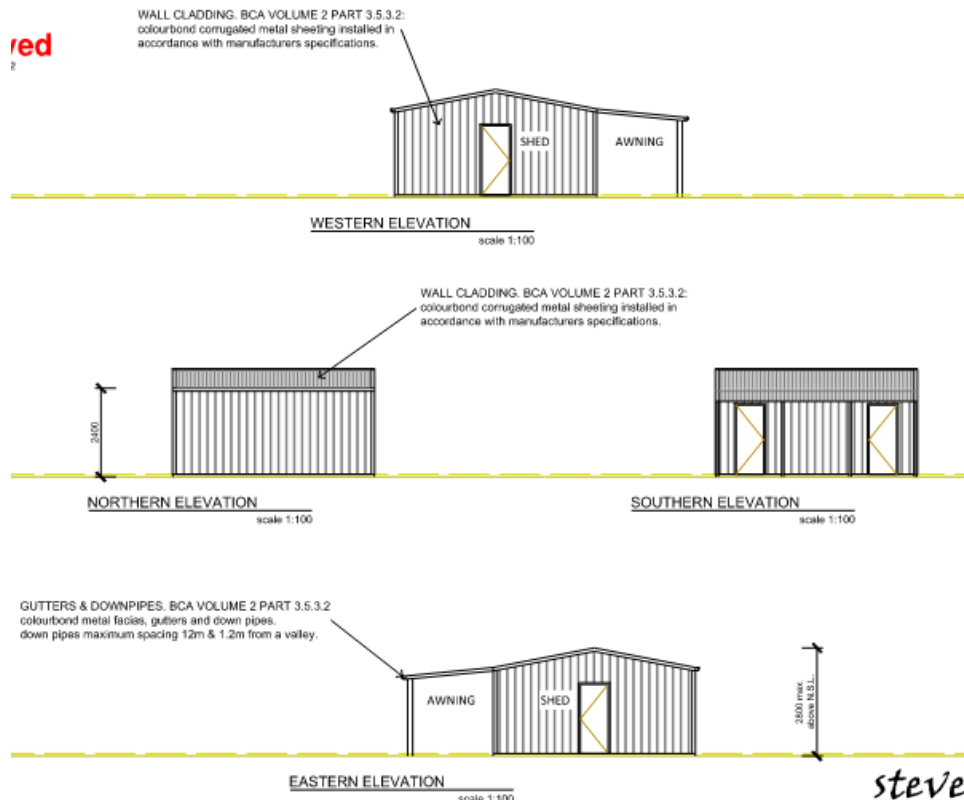 WALL CLADDING. BCA VOLUME 2 PART 3.5.3.2:
colourbond corrugated metal sheeting installed in
accordance with manufacturers specifications.
ved
SHED
AWNING
WESTERN ELEVATION
scale 1:100
WALL CLADDING. BCA VOLUME 2 PART 3.5.3.2:
colourbond corrugated metal sheeting installed in
accordance with manufacturers specifications.
2400
NORTHERN ELEVATION
scale 1:100
SOUTHERN ELEVATION
scale 1:100
GUTTERS & DOWNPIPES. BCA VOLUME 2 PART 3.5.3.2
colourbond metal facias, gutters and down pipes.
down pipes maximum spacing 12m & 1.2m from a valley.
AWNING
SHED
2800 max.
above N.S.L.
EASTERN ELEVATION
scale 1:100
steve